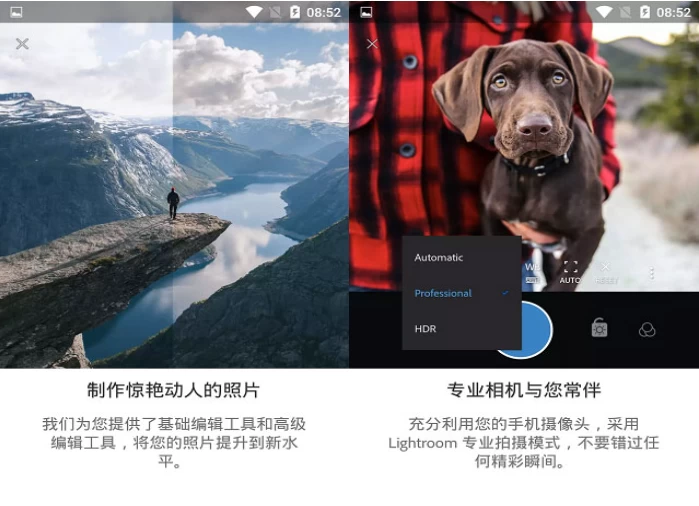 08:52
制作惊艳动人的照片
我们为您提供了基础编辑工具和高级
编辑工具，将您的照片提升到新水
平。
08:52
Automatic
Professional
HDR
AUTO
专业相机与您常伴
充分利用您的手机摄像头，采用
Lightroom 专业拍摄模式，不要错过任
何精彩瞬间。